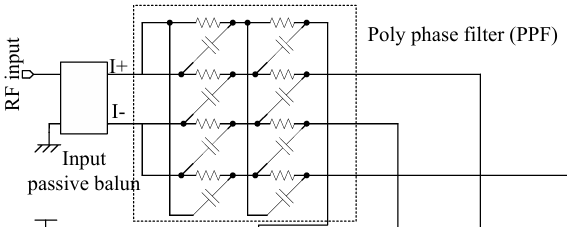 Poly phase filter (PPF)
RF input
I+
I-
Input
passive balun